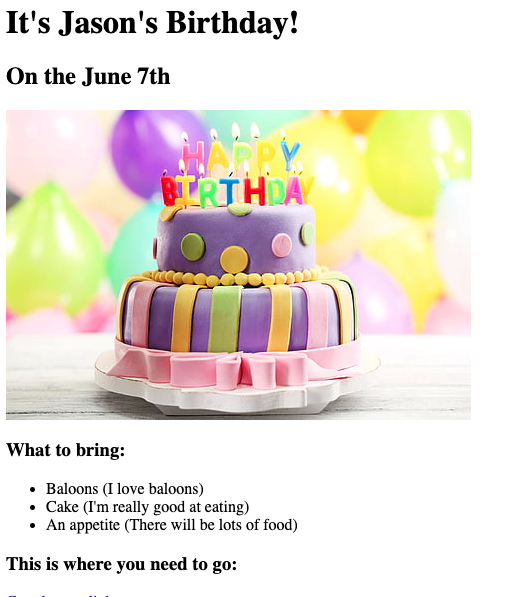 It's Jason's Birthday!
On the June 7th
HAPPY
BIRTHDAY
What to bring:
Baloons (I love baloons)
Cake (I'm really good at eating)
An appetite (There will be lots of food)
This is where you need to go: